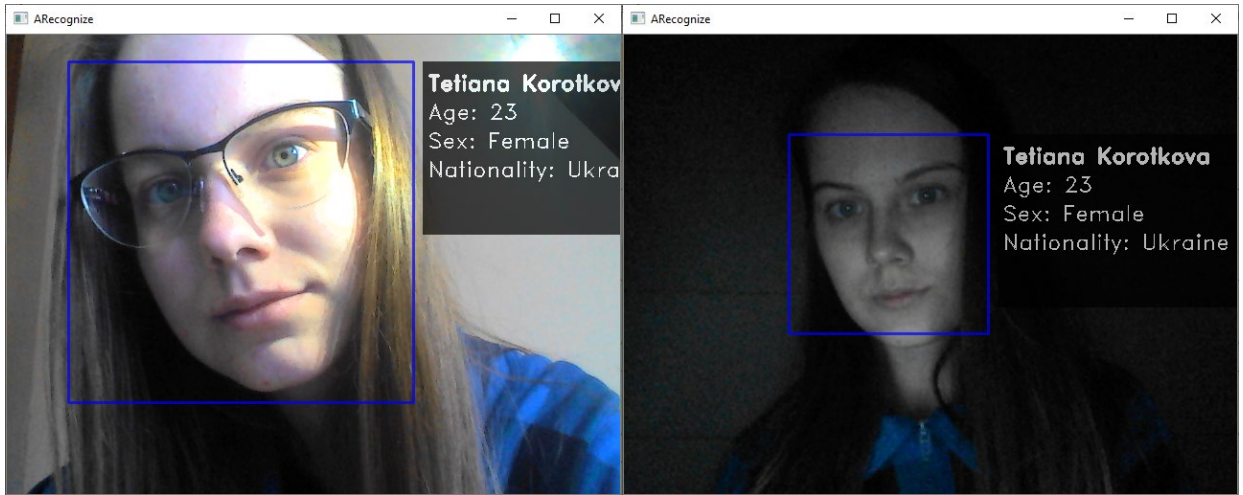 ARecognize
Tetiana Korotkov
Age: 23
Sex: Female
Nationality: Ukra
ARecognize
Tetiana Korotkova
Age: 23
Sex: Female
Nationality: Ukraine